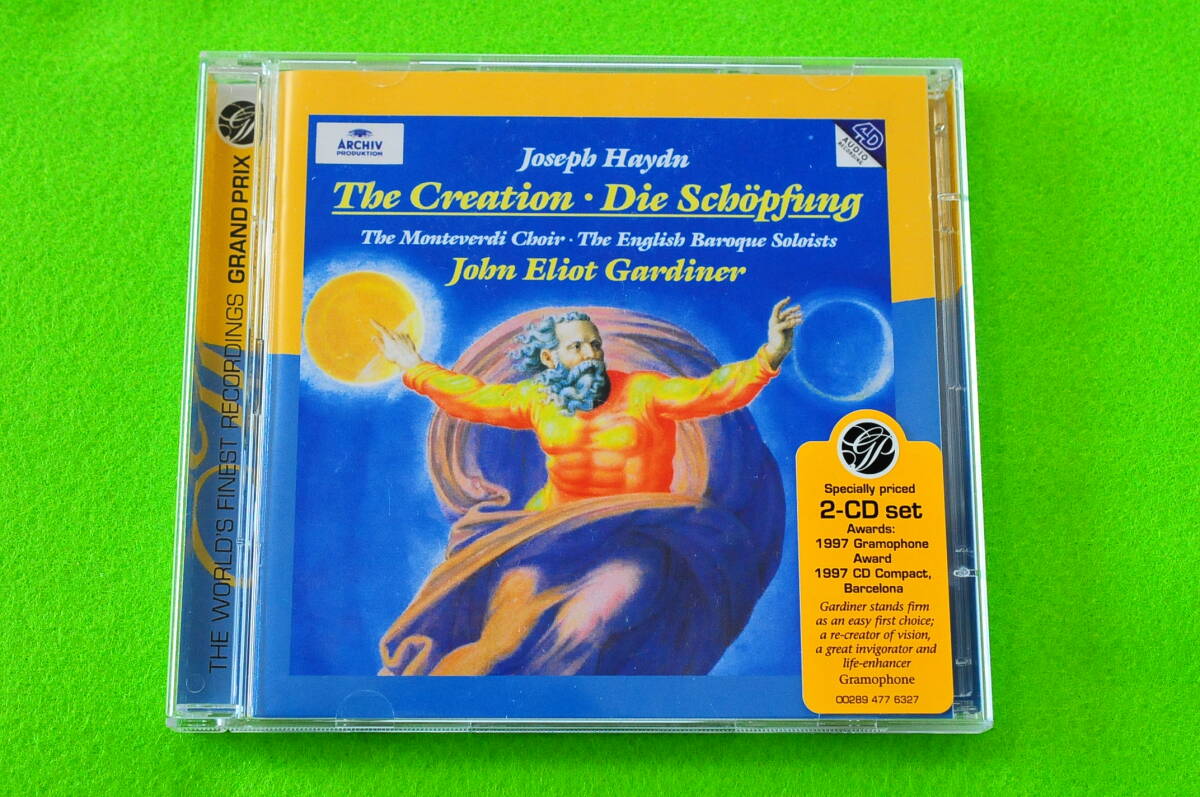 THE WORLD'S FINEST RECORDINGS GRAND PRIX
ARCHIV
PRODUKTION
4D
AUDIO
RECORDING
Joseph Haydn
The Creation · Die Schöpfung
The Monteverdi Choir · The English Baroque Soloists
John Eliot Gardiner
GP
Specially priced
2-CD set
Awards:
1997 Gramophone
Award
1997 CD Compact,
Barcelona
Gardiner stands firm
as an easy first choice;
a re-creator of vision,
a great invigorator and
life-enhancer
Gramophone
00289 477 6327